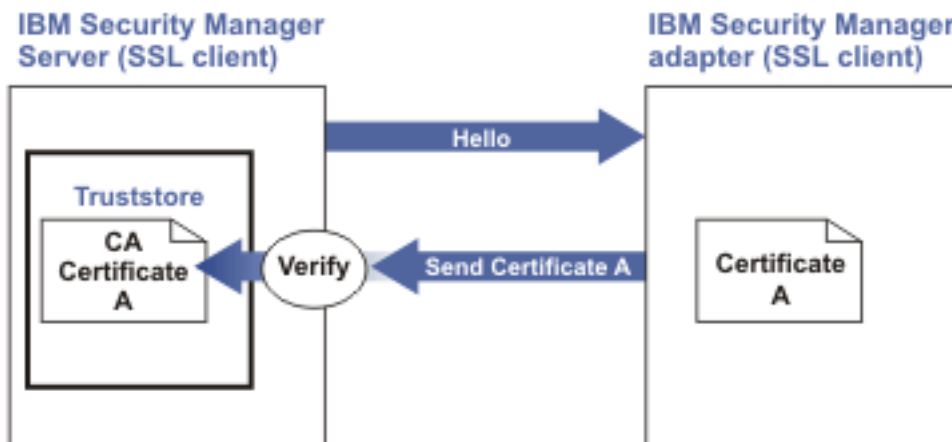 IBM Security Manager
Server (SSL client)
IBM Security Manager
adapter (SSL client)
Hello
Truststore
CA
Certificate
A
Verify
Send Certificate A
Certificate
A